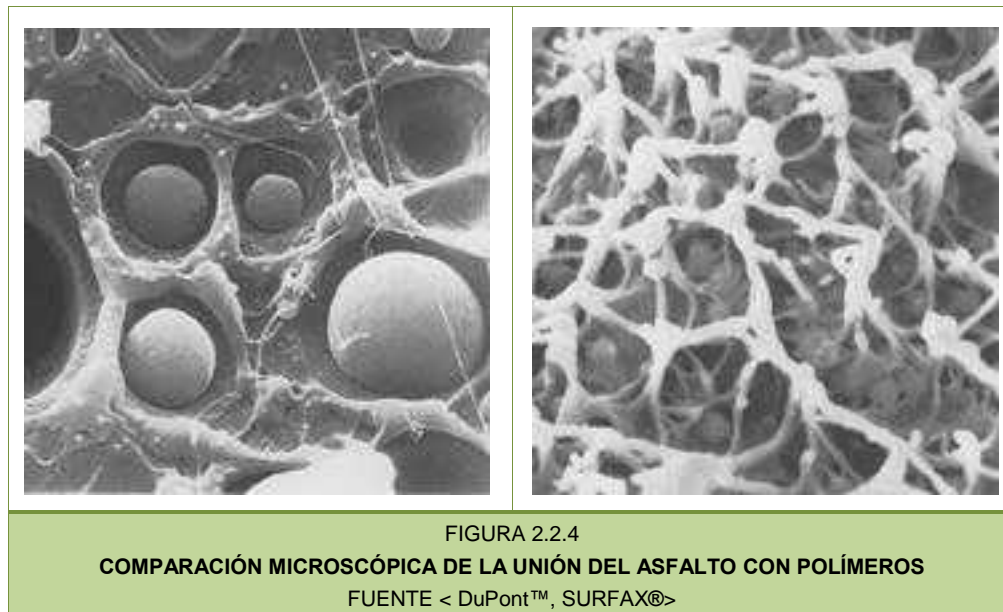 FIGURA 2.2.4
COMPARACIÓN MICROSCÓPICA DE LA UNIÓN DEL ASFALTO CON POLÍMEROS
FUENTE < DuPont™, SURFAX®>